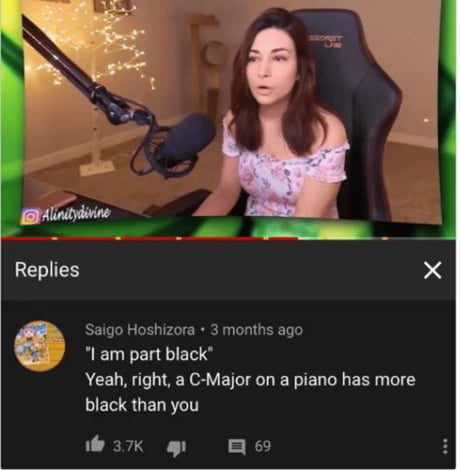 SECRET
LAB
Alinitydivine
Replies
Saigo Hoshizora • 3 months ago
"I am part black"
Yeah, right, a C-Major on a piano has more
black than you
3.7K
69